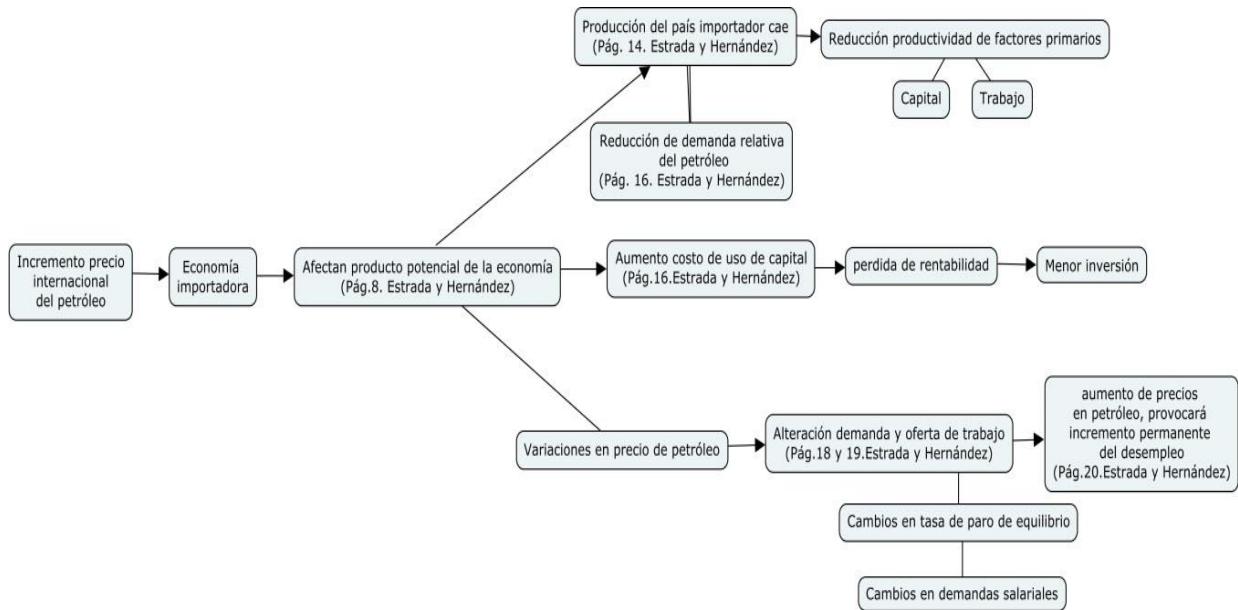 Producción del país importador cae
(Pág. 14. Estrada y Hernández)
Reducción productividad de factores primarios
Capital
Trabajo
Reducción de demanda relativa
del petróleo
(Pág. 16. Estrada y Hernández)
Incremento precio
internacional
del petróleo
Economía
importadora
Afectan producto potencial de la economía
(Pág.8. Estrada y Hernández)
Aumento costo de uso de capital
(Pág.16.Estrada y Hernández)
perdida de rentabilidad
Menor inversión
Variaciones en precio de petróleo
Alteración demanda y oferta de trabajo
(Pág.18 y 19.Estrada y Hernández)
aumento de precios
en petróleo, provocará
incremento permanente
del desempleo
(Pág.20.Estrada y Hernández)
Cambios en tasa de paro de equilibrio
Cambios en demandas salariales